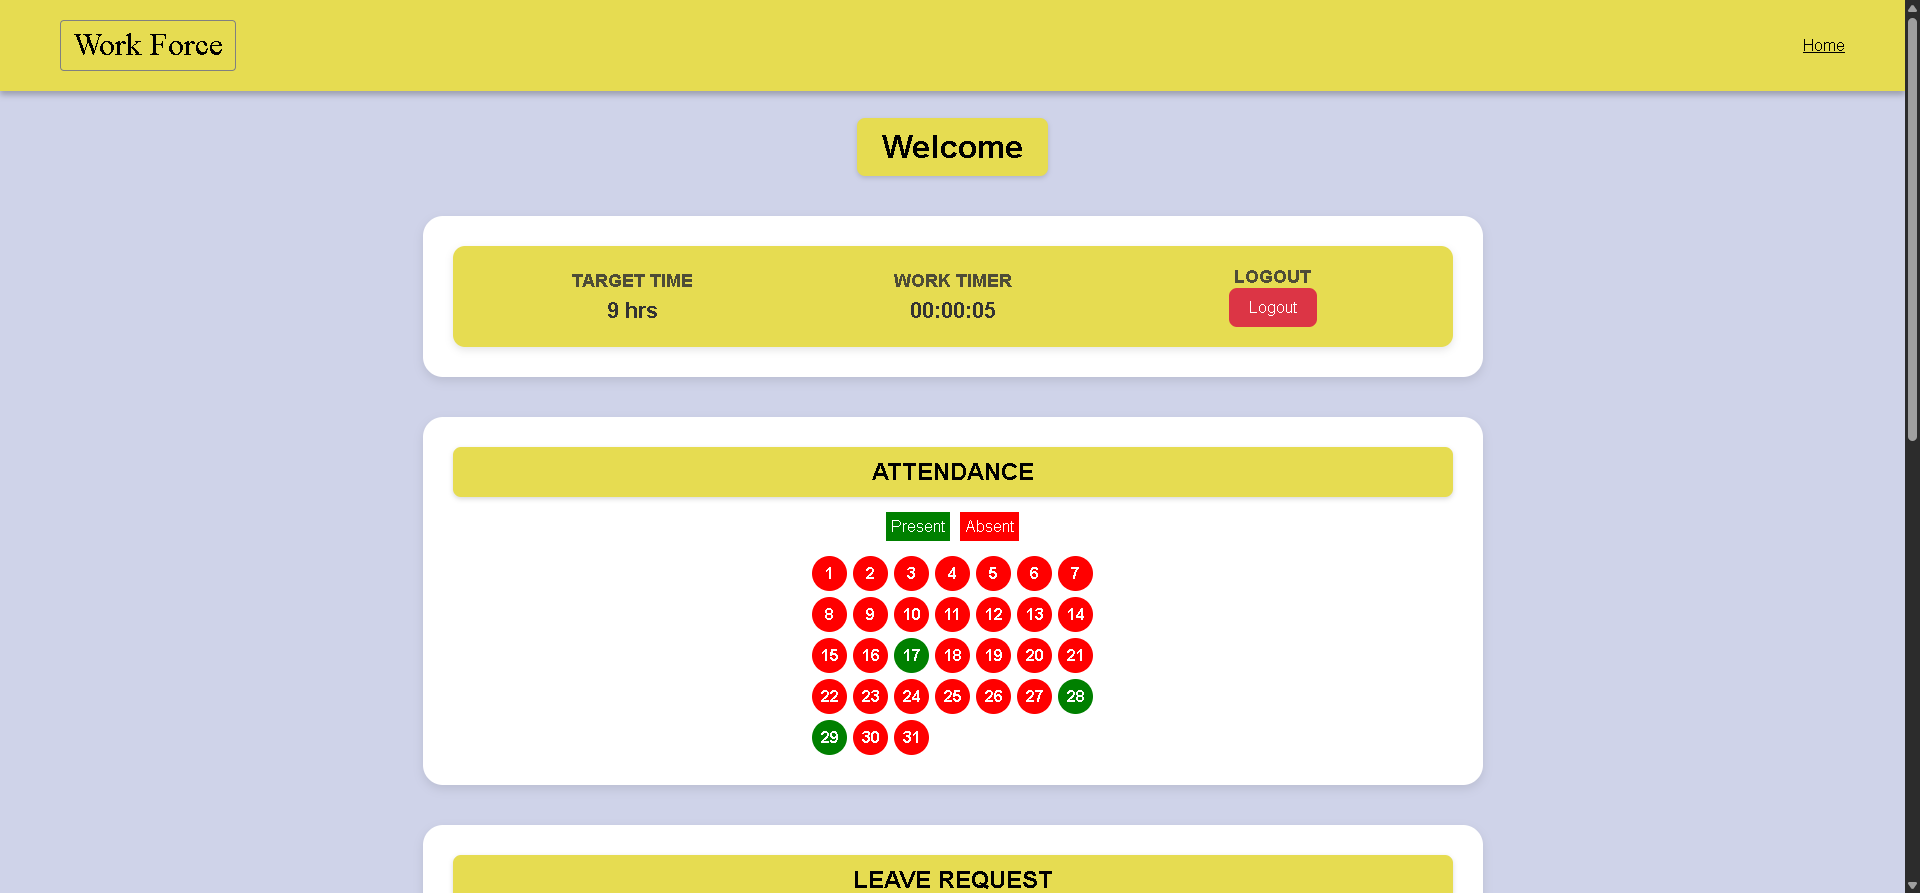 Work Force
Home
Welcome
TARGET TIME
9 hrs
WORK TIMER
00:00:05
LOGOUT
Logout
ATTENDANCE
Present Absent
1 2 3 4 5 6 7
8 9 10 11 12 13 14
15 16 17 18 19 20 21
22 23 24 25 26 27 28
29 30 31
LEAVE REQUEST